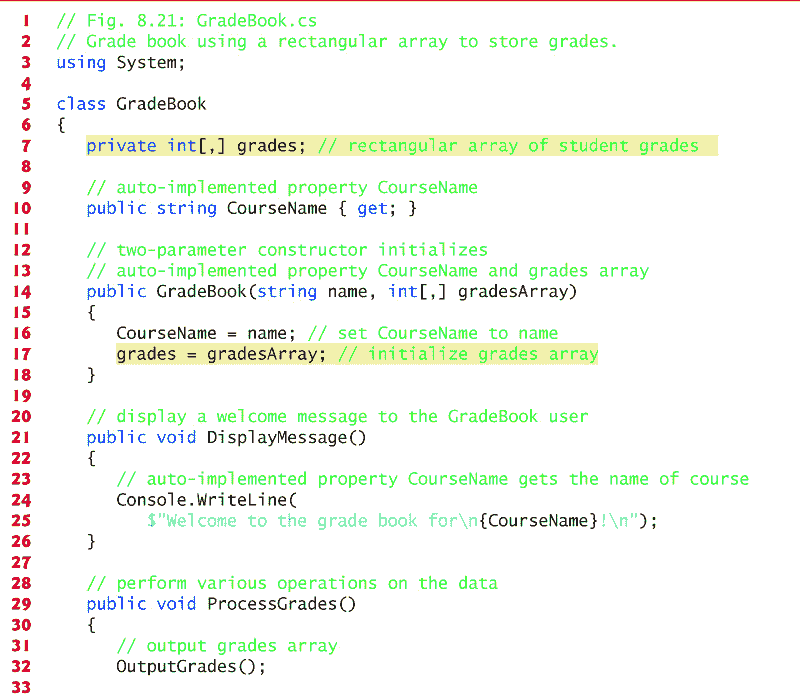 1 // Fig. 8.21: GradeBook.cs
2 // Grade book using a rectangular array to store grades.
3 using System;
4
5 class GradeBook
6 {
7 private int[,] grades; // rectangular array of student grades
8
9 // auto-implemented property CourseName
10 public string CourseName { get; }
11
12 // two-parameter constructor initializes
13 // auto-implemented property CourseName and grades array
14 public GradeBook(string name, int[,] gradesArray)
15 {
16 CourseName = name; // set CourseName to name
17 grades = gradesArray; // initialize grades array
18 }
19
20 // display a welcome message to the GradeBook user
21 public void DisplayMessage()
22 {
23 // auto-implemented property CourseName gets the name of course
24 Console.WriteLine(
25 $"Welcome to the grade book for\n{CourseName}!\n");
26 }
27
28 // perform various operations on the data
29 public void ProcessGrades()
30 {
31 // output grades array
32 OutputGrades();
33